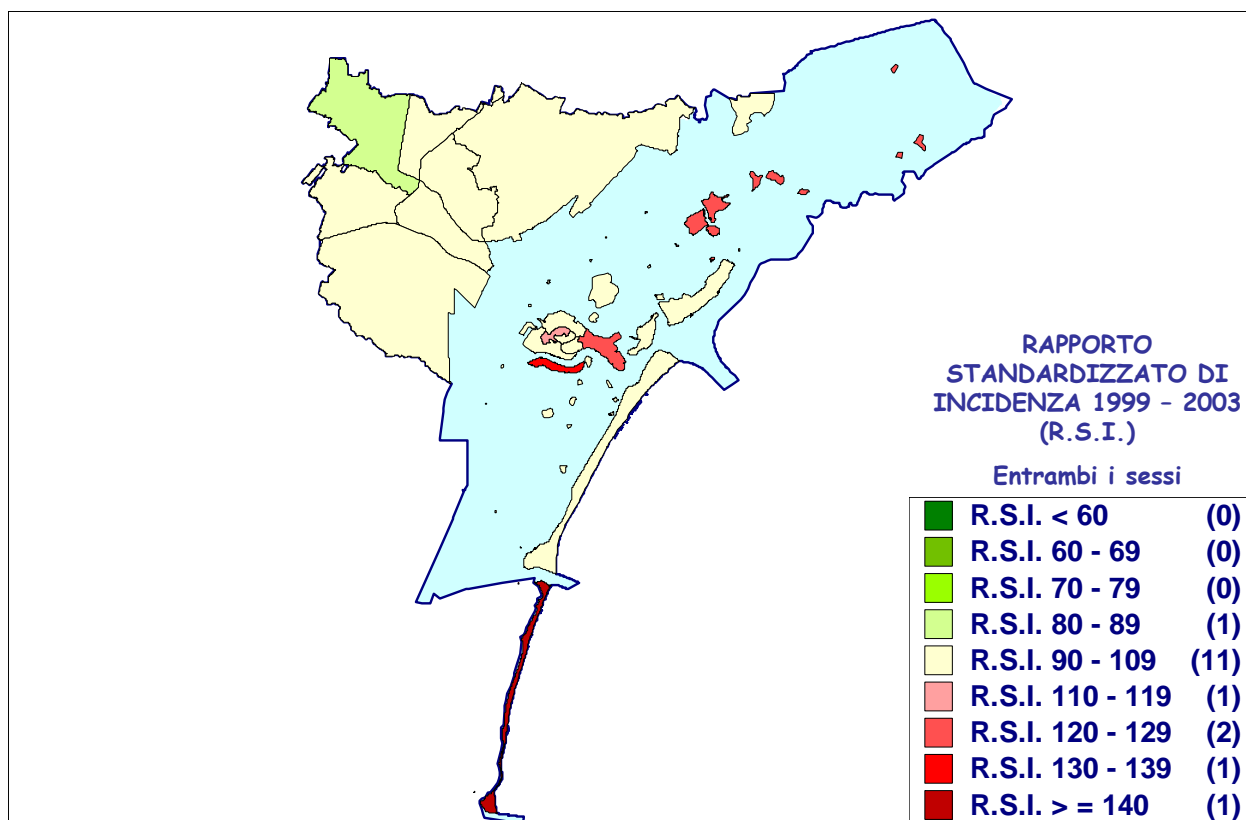 RAPPORTO
STANDARDIZZATO DI
INCIDENZA 1999 – 2003
(R.S.I.)
Entrambi i sessi
R.S.I. < 60 (0)
R.S.I. 60 - 69 (0)
R.S.I. 70 - 79 (0)
R.S.I. 80 - 89 (1)
R.S.I. 90 - 109 (11)
R.S.I. 110 - 119 (1)
R.S.I. 120 - 129 (2)
R.S.I. 130 - 139 (1)
R.S.I. > = 140 (1)